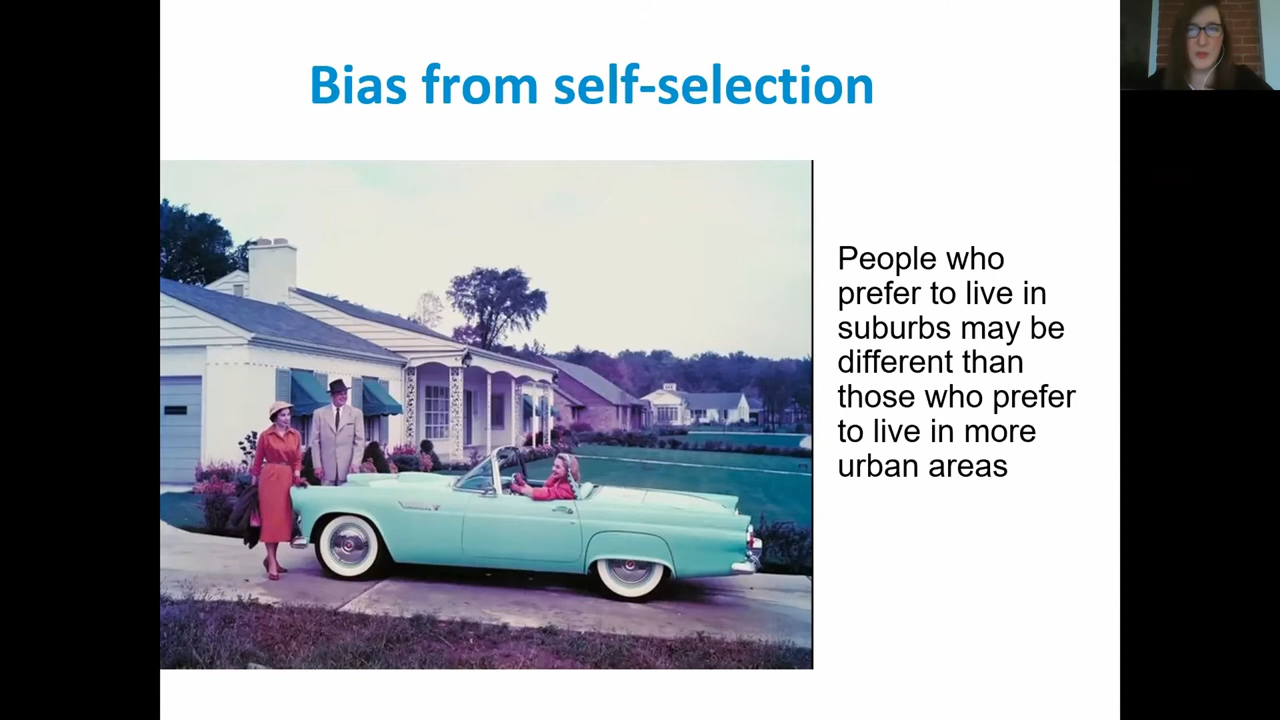 Bias from self-selection
People who
prefer to live in
suburbs may be
different than
those who prefer
to live in more
urban areas